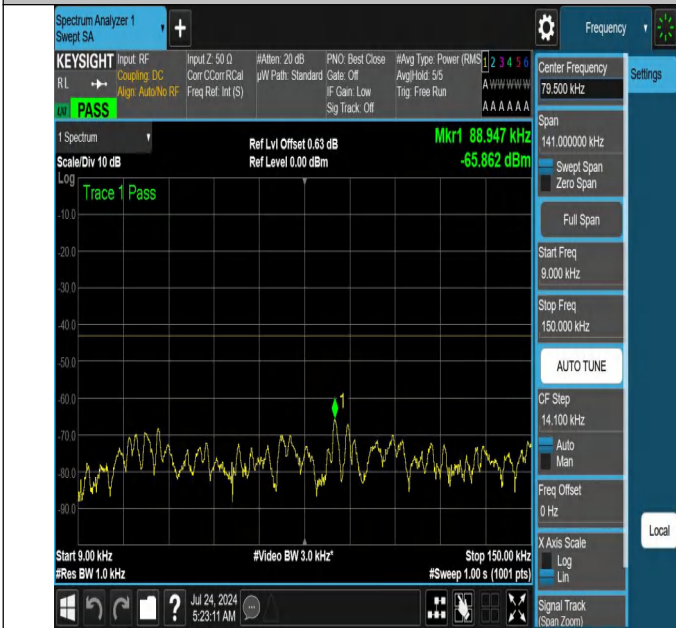 Spectrum Analyzer 1
Swept SA
+
Frequency
KEYSIGHT
RL
PASS
Input: RF
Coupling: DC
Align: Auto/No RF
Input Z: 50 Ω
Corr CCorr RCal
Freq Ref: Int (S)
#Atten: 20 dB
µW Path: Standard
PNO: Best Close
Gate: Off
IF Gain: Low
Sig Track: Off
#Avg Type: Power (RMS
Avg|Hold: 5/5
Trig: Free Run
1 2 3 4 5 6
A W W W W W
A A A A A A
1 Spectrum
Scale/Div 10 dB
Ref Lvl Offset 0.63 dB
Ref Level 0.00 dBm
Mkr1 88.947 kHz
-65.862 dBm
Log
Trace 1 Pass
-10.0
-20.0
-30.0
-40.0
-50.0
-60.0
-70.0
-80.0
-90.0
1
Start 9.00 kHz
#Res BW 1.0 kHz
#Video BW 3.0 kHz*
Stop 150.00 kHz
#Sweep 1.00 s (1001 pts)
?
Jul 24, 2024
5:23:11 AM
Center Frequency
79.500 kHz
Settings
Span
141.000000 kHz
Swept Span
Zero Span
Full Span
Start Freq
9.000 kHz
Stop Freq
150.000 kHz
AUTO TUNE
CF Step
14.100 kHz
Auto
Man
Freq Offset
0 Hz
Local
X Axis Scale
Log
Lin
Signal Track
(Span Zoom)